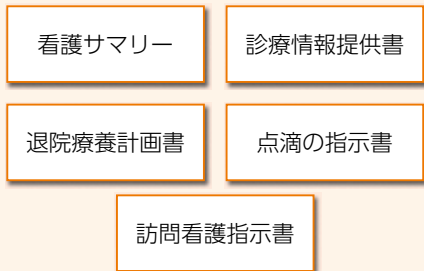 看護サマリー
診療情報提供書
退院療養計画書
点滴の指示書
訪問看護指示書